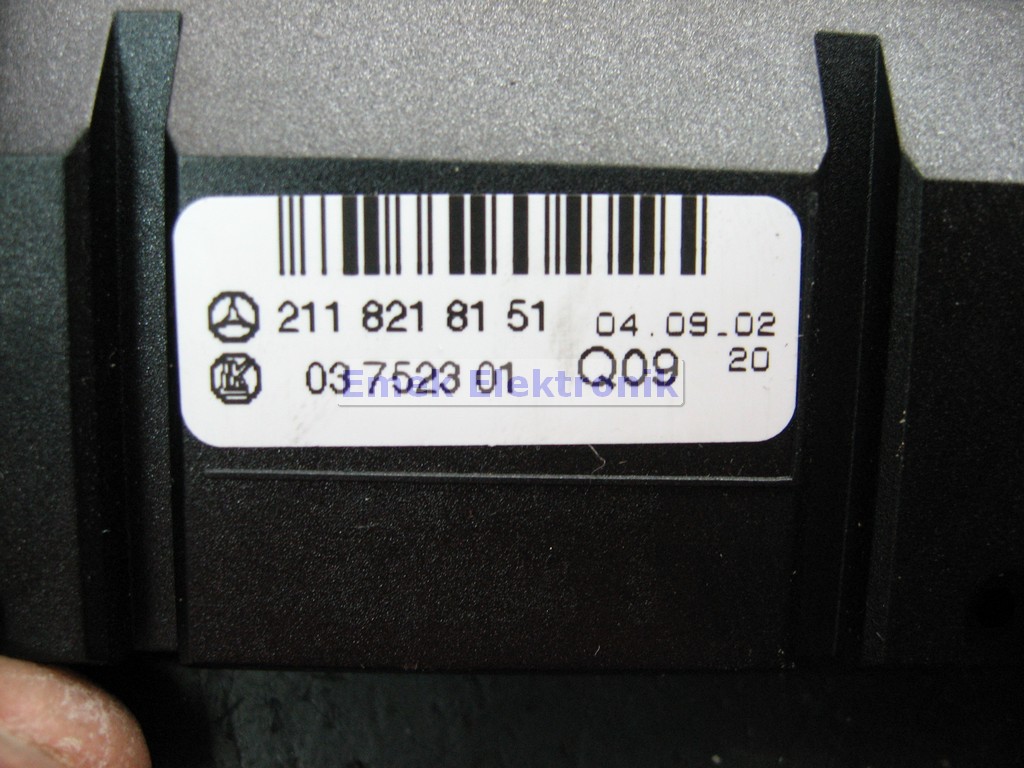 211 821 81 51 04.09.02
03 7523 01 Q09 20
Emek Elektronik